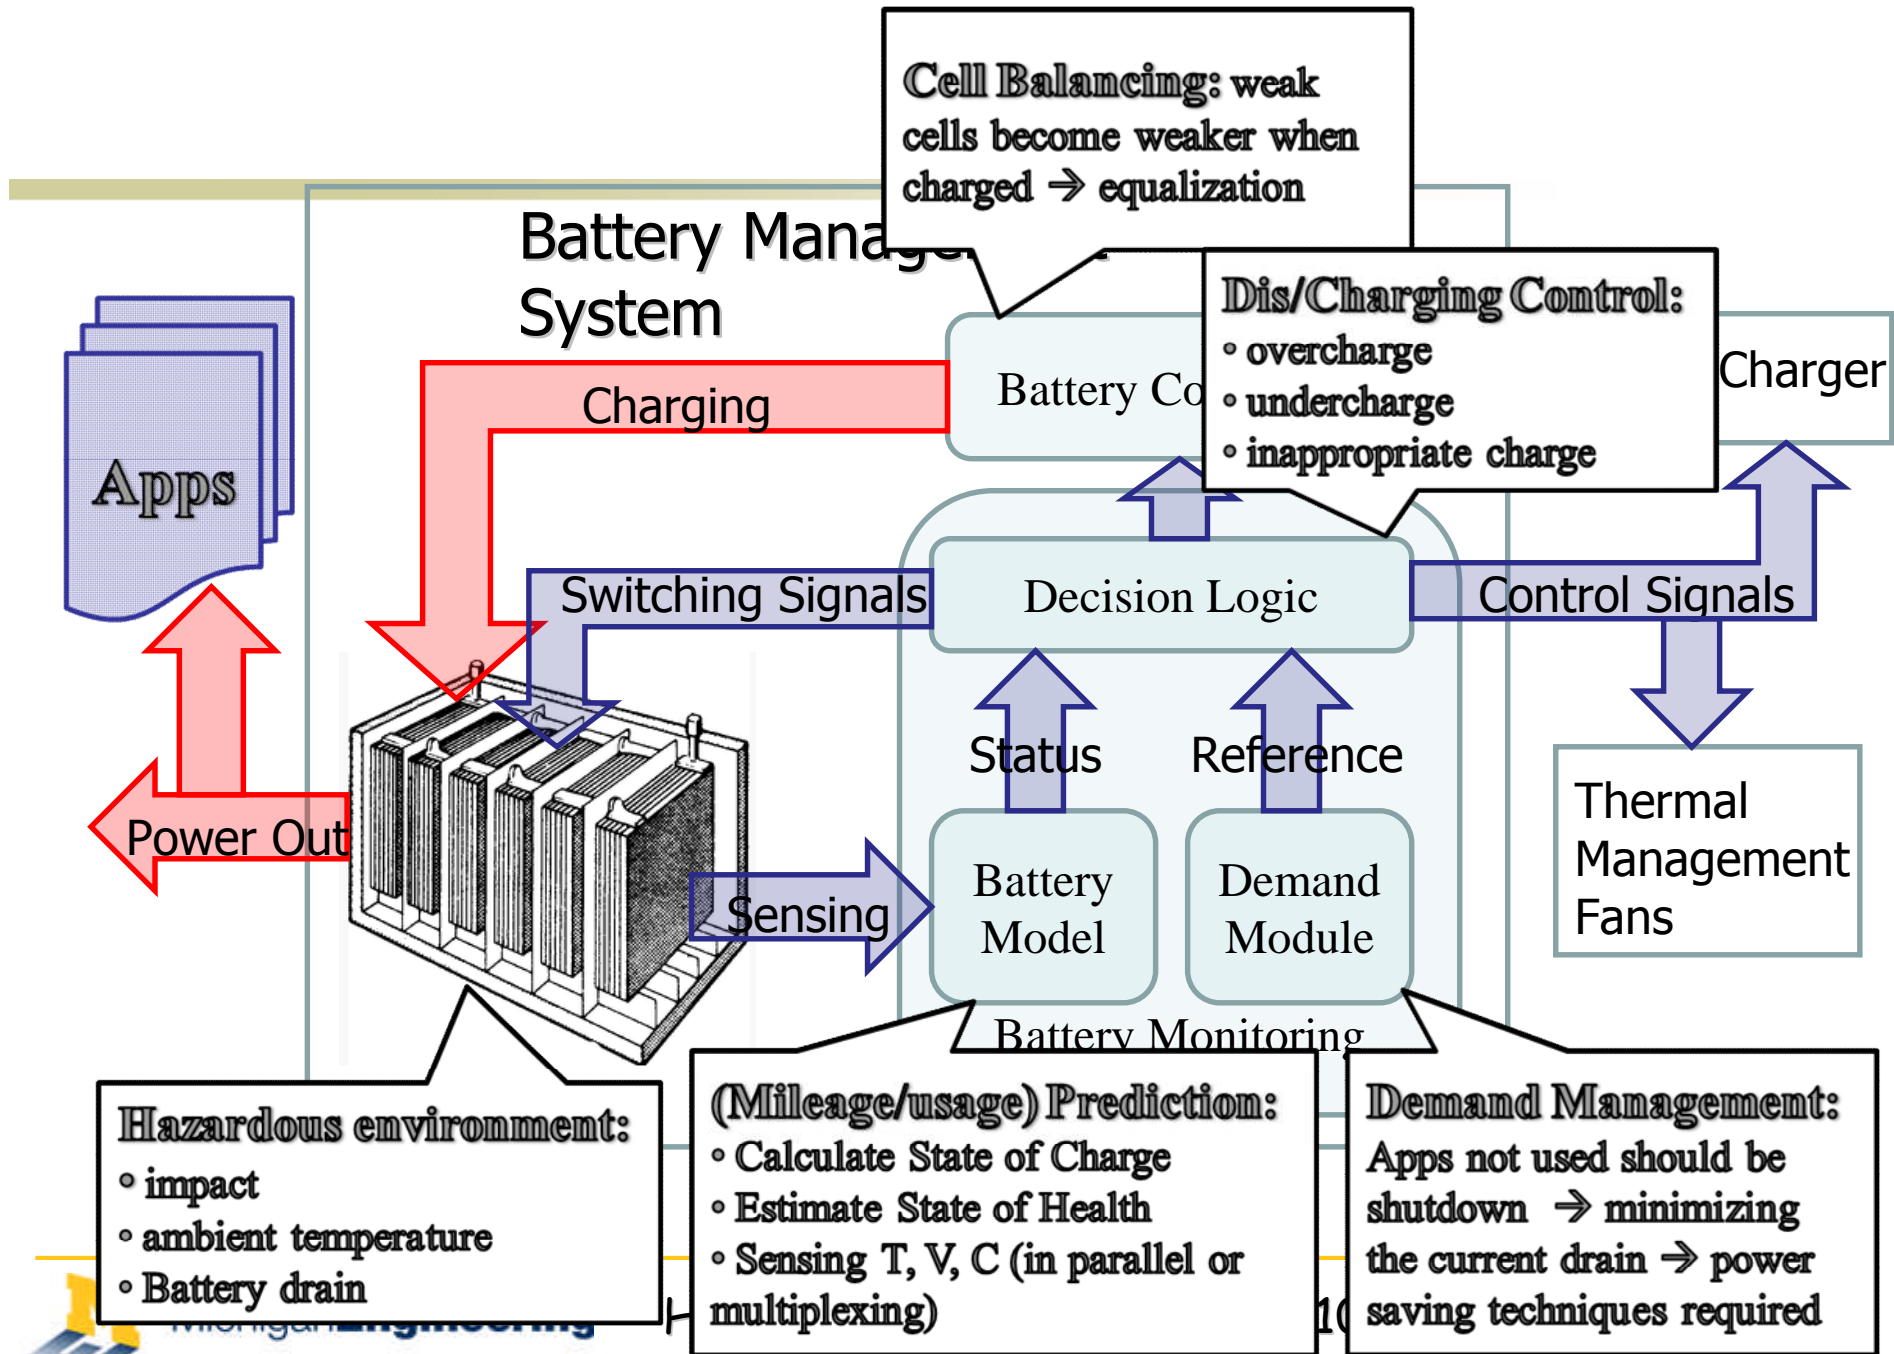 Cell Balancing: weak
cells become weaker when
charged → equalization
Battery
System
Dis/Charging Control:
• overcharge
• undercharge
• inappropriate charge
Charger
Battery
Charging
Apps
Switching Signals
Decision Logic
Control Signals
Status
Reference
Power Out
Sensing
Battery
Model
Demand
Module
Thermal
Management
Fans
Battery Monitoring
Hazardous environment:
• impact
• ambient temperature
• Battery drain
(Mileage/usage) Prediction:
• Calculate State of Charge
• Estimate State of Health
• Sensing T, V, C (in parallel or
multiplexing)
Demand Management:
Apps not used should be
shutdown → minimizing
the current drain → power
saving techniques required